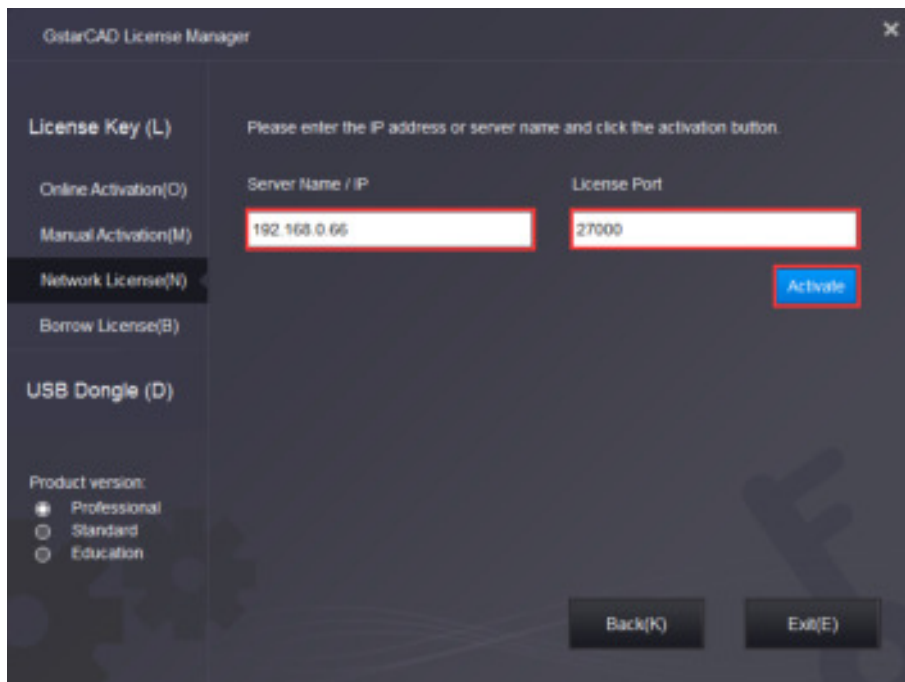 GstarCAD License Manager
License Key (L)
Please enter the IP address or server name and click the activation button.
Online Activation(O)
Server Name / IP
License Port
Manual Activation(M)
192.168.0.66
27000
Network License(N)
Activate
Borrow License(B)
USB Dongle (D)
Product version:
Professional
Standard
Education
Back(K)
Exit(E)